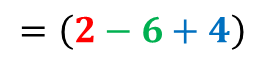 = (2 − 6 + 4)